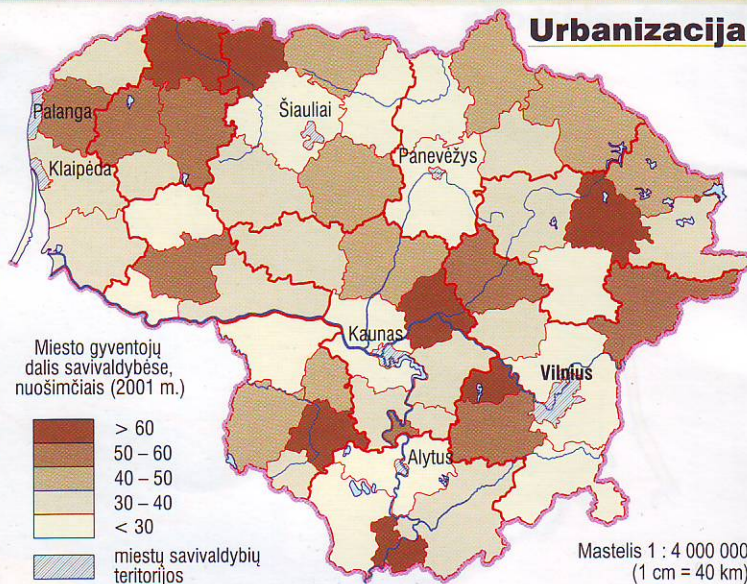 Urbanizacija
Palanga
Šiauliai
Klaipėda
Panevėžys
Kaunas
Vilnius
Alytus
Miesto gyventojų
dalis savivaldybėse,
nuošimčiais (2001 m.)
> 60
50 – 60
40 – 50
30 – 40
< 30
miestų savivaldybių
teritorijos
Mastelis 1 : 4 000 000
(1 cm = 40 km)